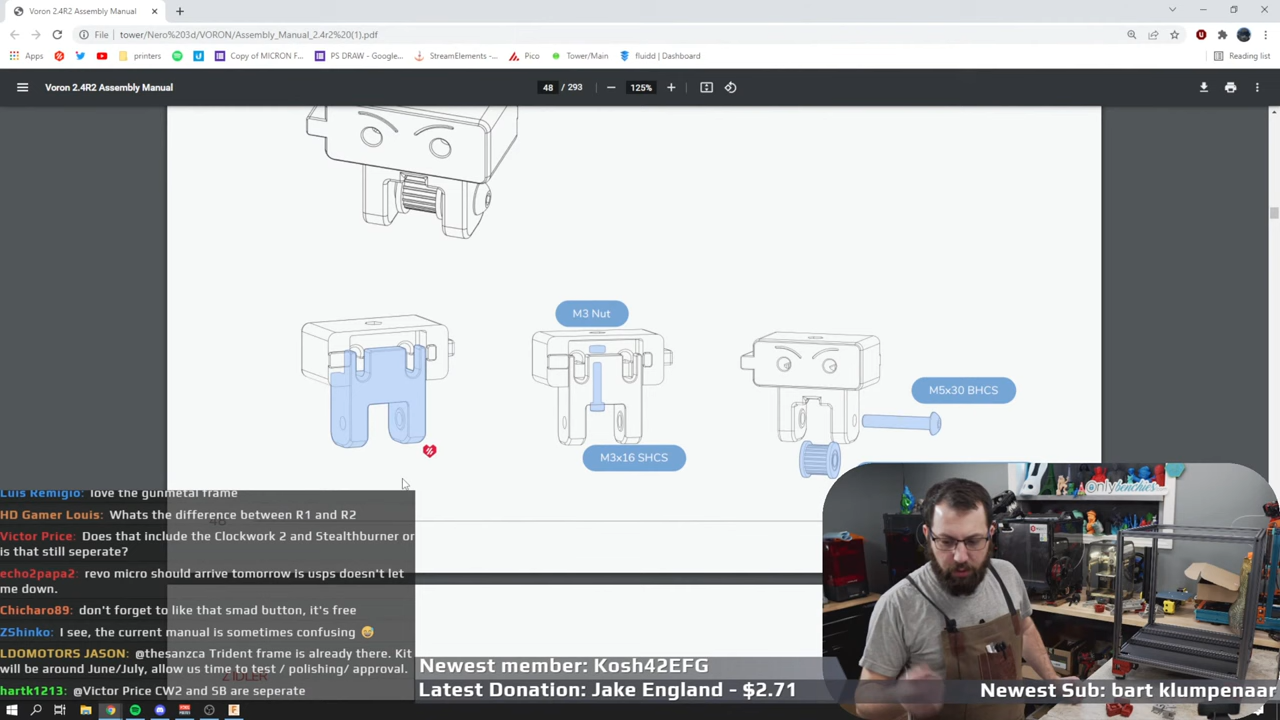 Voron 2.4R2 Assembly Manual
File
tower/Nero%203d/VORON/Assembly_Manual_2.4r2%20(1).pdf
Apps
printers
Copy of MICRON F...
PS DRAW - Google...
StreamElements -...
Pico
Tower/Main
fluidd | Dashboard
Reading list
Voron 2.4R2 Assembly Manual
48 / 293
125%
M3 Nut
M5x30 BHCS
M3x16 SHCS
Luis Remigio: love the gunmetal frame
HD Gamer Louis: Whats the difference between R1 and R2
Victor Price: Does that include the Clockwork 2 and Stealthburner or
is that still seperate?
echo2papa2: revo micro should arrive tomorrow is usps doesn't let
me down.
Chicharo89: don't forget to like that smad button, it's free
ZShinko: I see, the current manual is sometimes confusing 😅
LDOMOTORS JASON: @thesanzca Trident frame is already there. Kit
will be around June/July, allow us time to test / polishing/ approval.
hartk1213: @Victor Price CW2 and SB are seperate
48
Z IDLER
@onlybenchies
Newest member: Kosh42EFG
Latest Donation: Jake England - $2.71
Newest Sub: bart klumpenaar